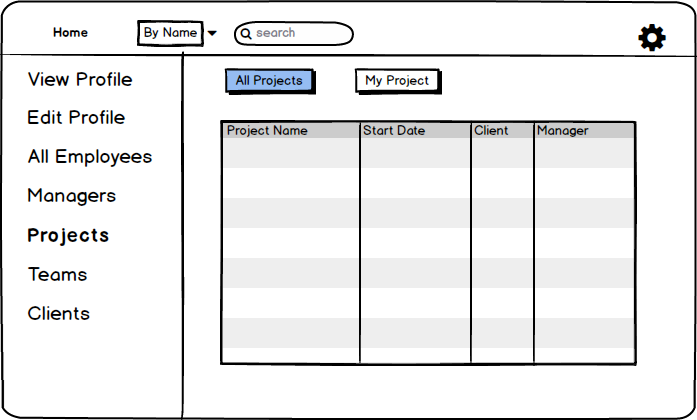 Home
By Name
search
View Profile
Edit Profile
All Employees
Managers
Projects
Teams
Clients
All Projects
My Project
Project Name Start Date Client Manager